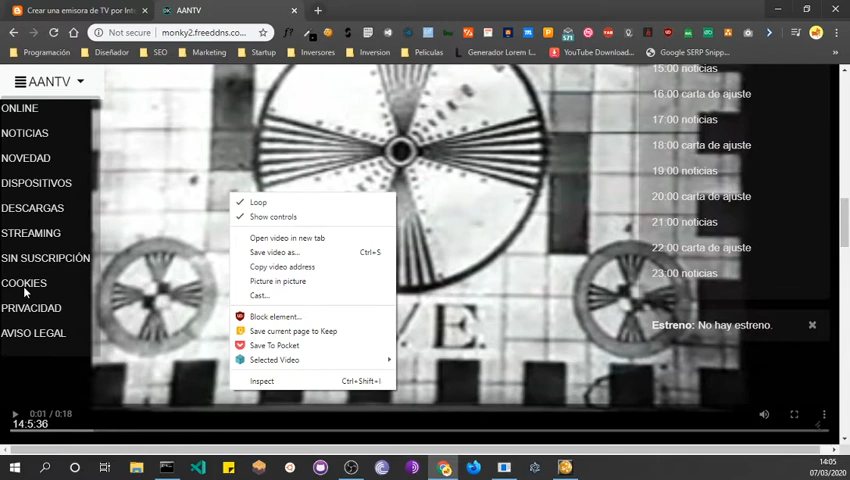 Crear una emisora de TV por Inte
AANTV
Not secure
monky2.freeddns....
571
Programación
Diseñador
SEO
Marketing
Startup
Inversores
Inversion
Peliculas
Generador Lorem I...
YouTube Download...
Google SERP Snipp...
AANTV
ONLINE
NOTICIAS
NOVEDAD
DISPOSITIVOS
DESCARGAS
STREAMING
SIN SUSCRIPCIÓN
COOKIES
PRIVACIDAD
AVISO LEGAL
Loop
Show controls
Open video in new tab
Save video as... Ctrl+S
Copy video address
Picture in picture
Cast...
Block element...
Save current page to Keep
Save To Pocket
Selected Video
Inspect Ctrl+Shift+I
15:00 noticias
16.00 carta de ajuste
17:00 noticias
18:00 carta de ajuste
19:00 noticias
20:00 carta de ajuste
21:00 noticias
22:00 carta de ajuste
23:00 noticias
Estreno: No hay estreno.
0:01 / 0:18
14:5:36
14:05
07/03/2020